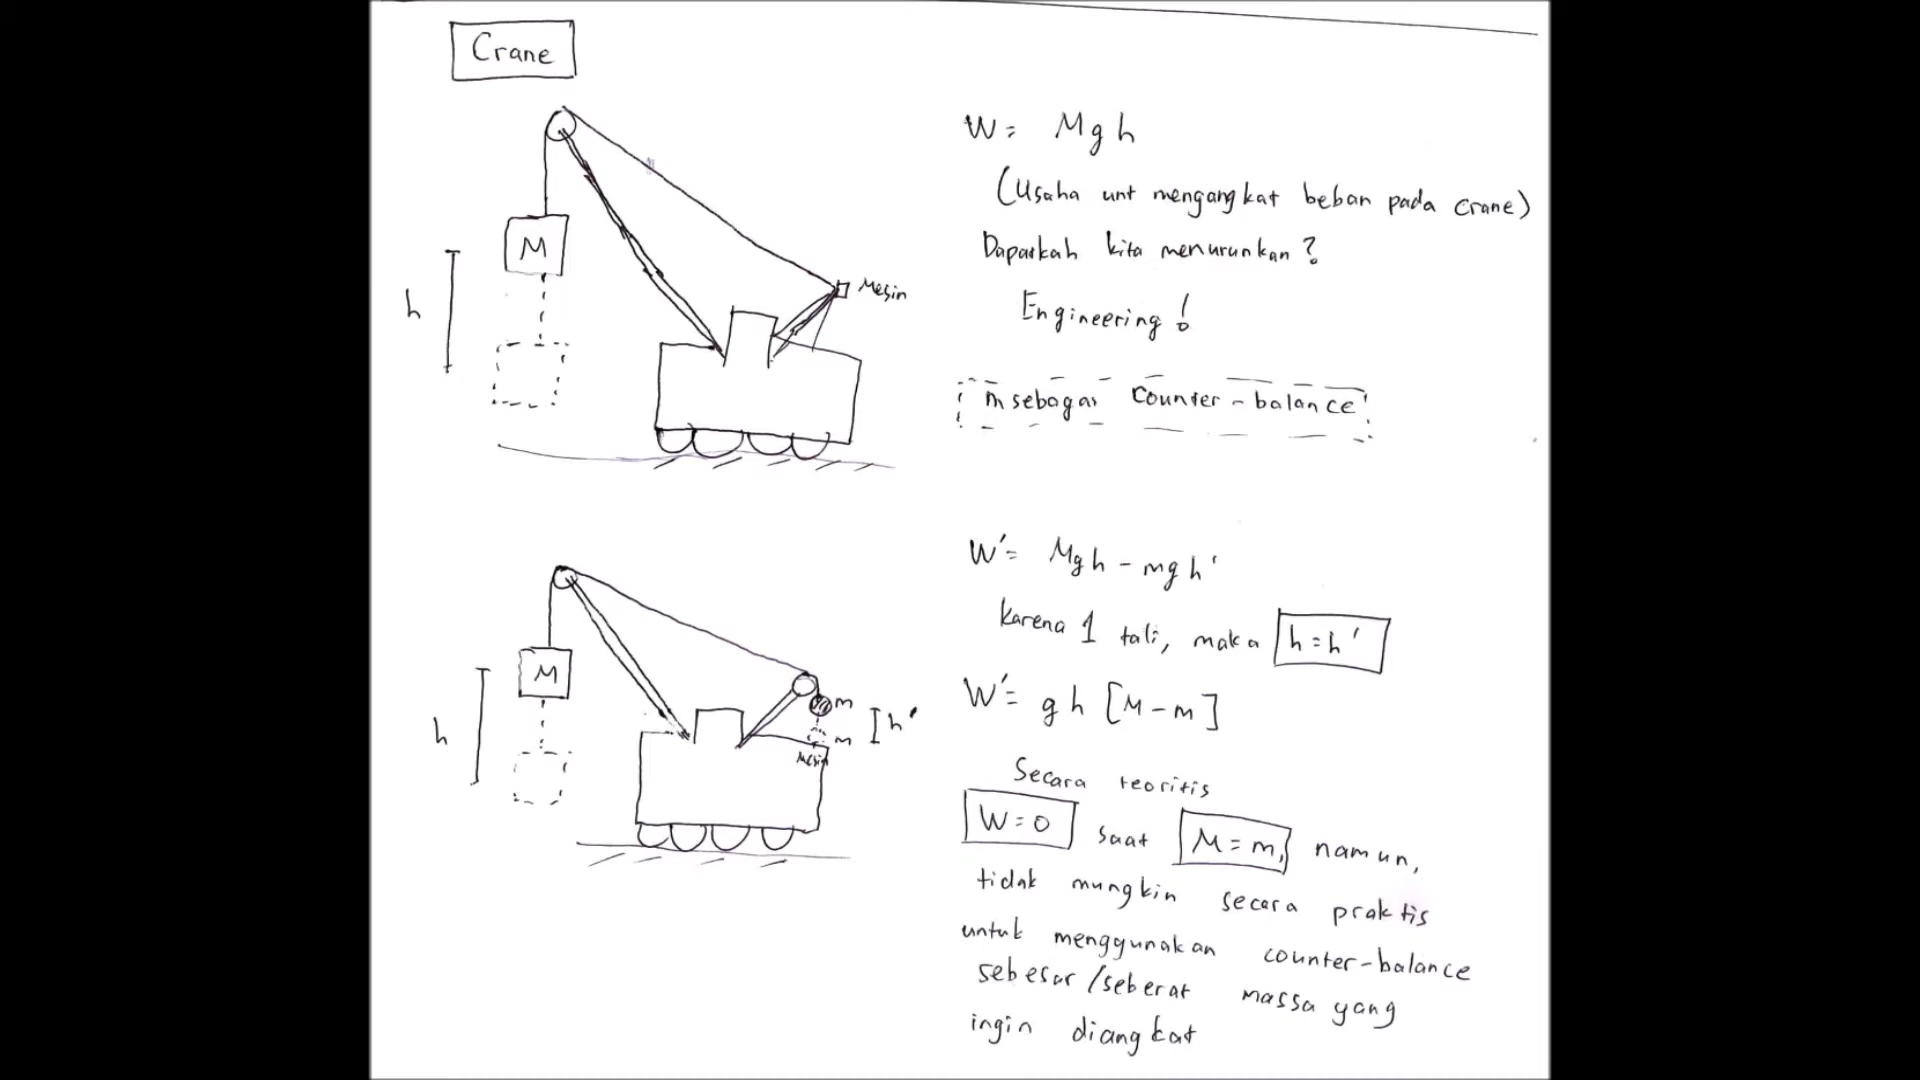 Crane
W = Mgh
(Usaha unt mengangkat beban pada crane)
Dapatkah kita menurunkan?
Engineering!
m sebagai counter-balance
M
h
Mesin
W' = Mgh - mgh'
karena 1 tali, maka h = h'
W' = gh [M-m]
Secara teoritis
W = 0 saat M = m, namun,
tidak mungkin secara praktis
untuk menggunakan counter-balance
sebesar/seberat massa yang
ingin diangkat
M
h
m
m
h'
Mesin